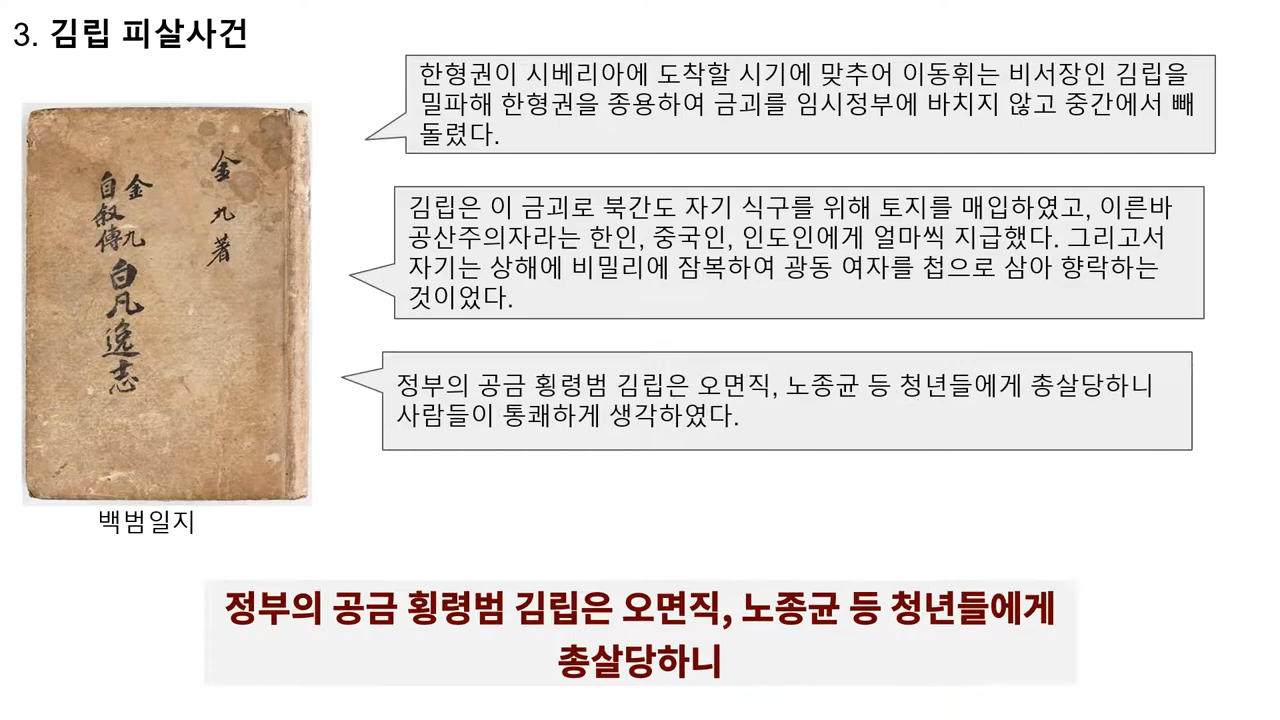 3. 김립 피살사건
한형권이 시베리아에 도착할 시기에 맞추어 이동휘는 비서장인 김립을
밀파해 한형권을 종용하여 금괴를 임시정부에 바치지 않고 중간에서 빼
돌렸다.
김립은 이 금괴로 북간도 자기 식구를 위해 토지를 매입하였고, 이른바
공산주의자라는 한인, 중국인, 인도인에게 얼마씩 지급했다. 그리고서
자기는 상해에 비밀리에 잠복하여 광동 여자를 첩으로 삼아 향락하는
것이었다.
정부의 공금 횡령범 김립은 오면직, 노종균 등 청년들에게 총살당하니
사람들이 통쾌하게 생각하였다.
金九著
金九
自叙傳
白凡逸志
백범일지
정부의 공금 횡령범 김립은 오면직, 노종균 등 청년들에게
총살당하니